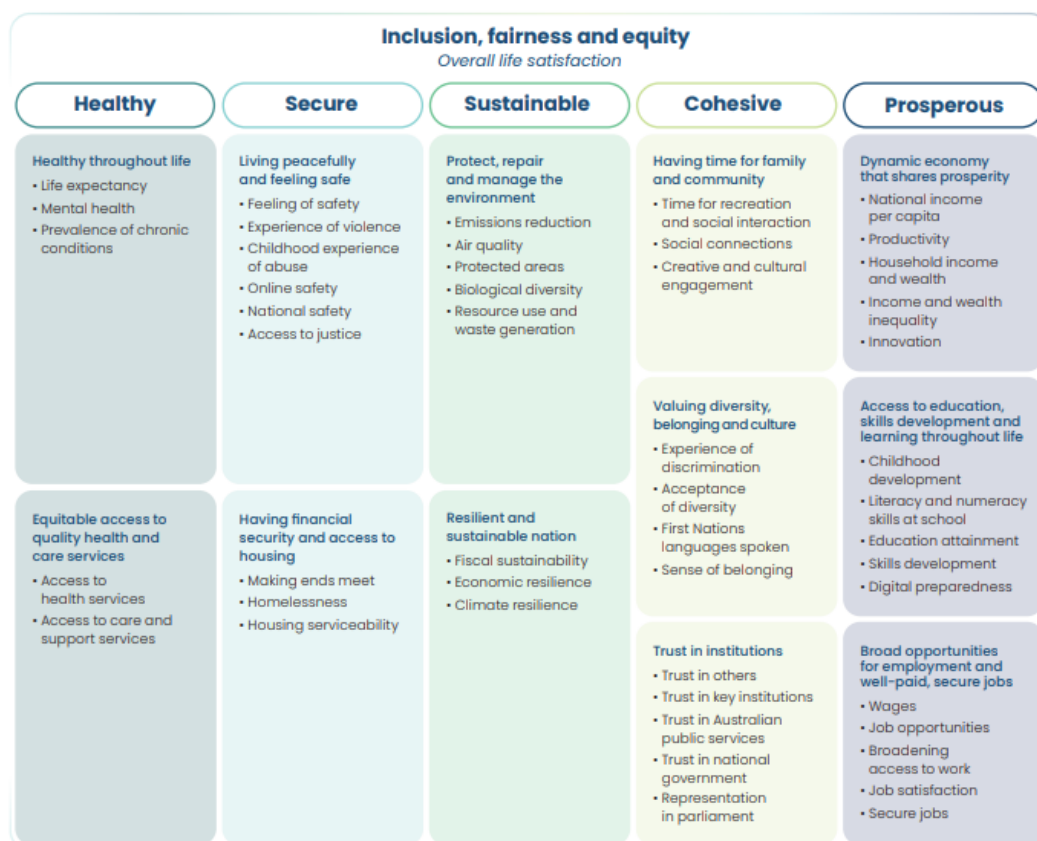 Inclusion, fairness and equity
Overall life satisfaction
Healthy
Healthy throughout life
• Life expectancy
• Mental health
• Prevalence of chronic
conditions
Equitable access to
quality health and
care services
• Access to
health services
• Access to care and
support services
Secure
Living peacefully
and feeling safe
• Feeling of safety
• Experience of violence
• Childhood experience
of abuse
• Online safety
• National safety
• Access to justice
Having financial
security and access to
housing
• Making ends meet
• Homelessness
• Housing serviceability
Sustainable
Protect, repair
and manage the
environment
• Emissions reduction
• Air quality
• Protected areas
• Biological diversity
• Resource use and
waste generation
Resilient and
sustainable nation
• Fiscal sustainability
• Economic resilience
• Climate resilience
Cohesive
Having time for family
and community
• Time for recreation
and social interaction
• Social connections
• Creative and cultural
engagement
Valuing diversity,
belonging and culture
• Experience of
discrimination
• Acceptance
of diversity
• First Nations
languages spoken
• Sense of belonging
Trust in institutions
• Trust in others
• Trust in key institutions
• Trust in Australian
public services
• Trust in national
government
• Representation
in parliament
Prosperous
Dynamic economy
that shares prosperity
• National income
per capita
• Productivity
• Household income
and wealth
• Income and wealth
inequality
• Innovation
Access to education,
skills development and
learning throughout life
• Childhood
development
• Literacy and numeracy
skills at school
• Education attainment
• Skills development
• Digital preparedness
Broad opportunities
for employment and
well-paid, secure jobs
• Wages
• Job opportunities
• Broadening
access to work
• Job satisfaction
• Secure jobs